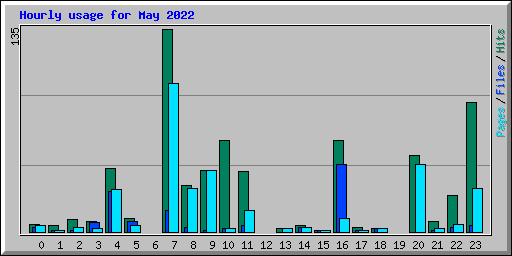 Hourly usage for May 2022
135
Pages / Files / Hits
0 1 2 3 4 5 6 7 8 9 10 11 12 13 14 15 16 17 18 19 20 21 22 23